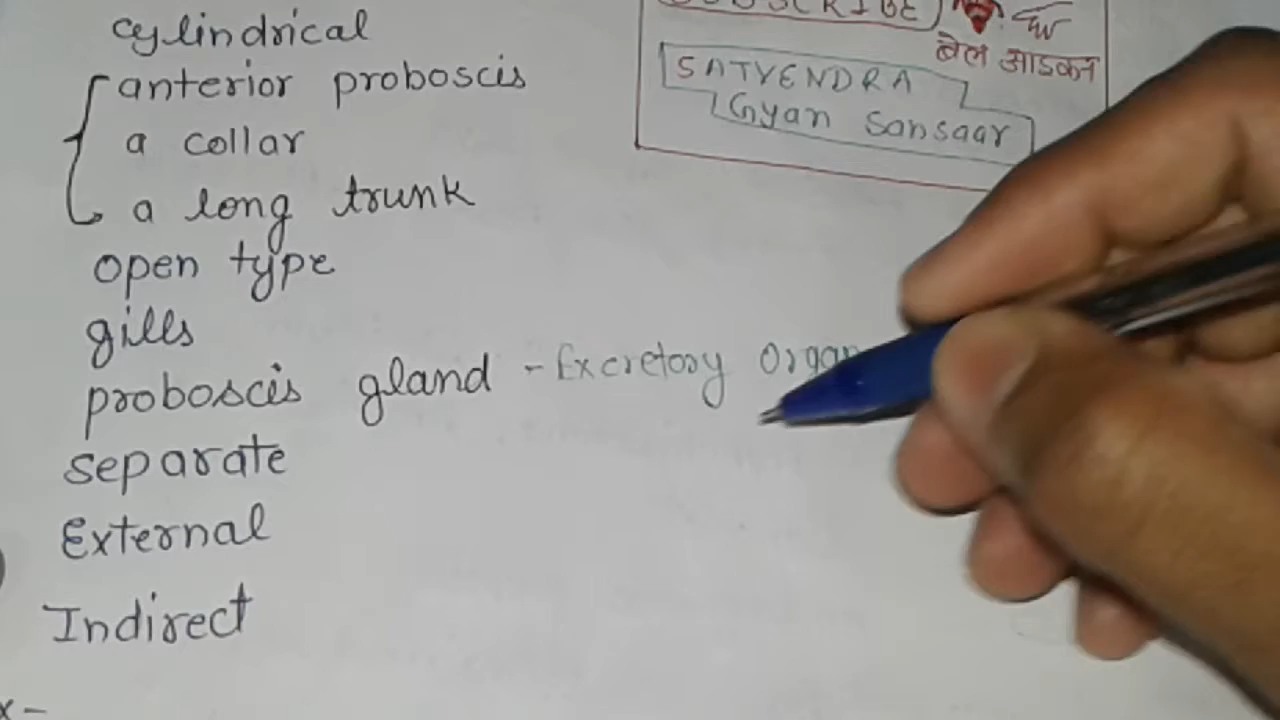 cylindrical
anterior proboscis
a collar
a long trunk
open type
gills
proboscis gland - Excretory Organ
separate
External
Indirect
x -
SUBSCRIBE
बेल आइकन
SATYENDRA
Gyan Sansaar